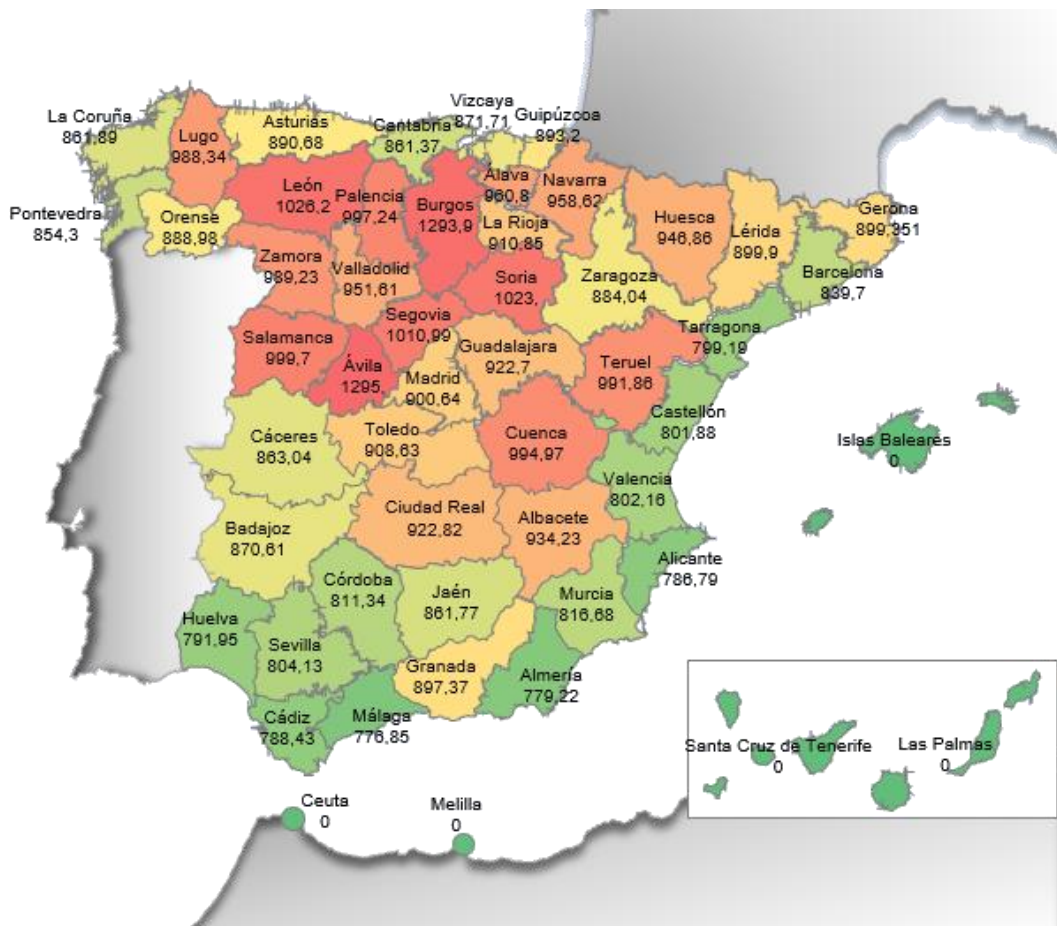 Vizcaya
871,71
Guipúzcoa
893,2
La Coruña
861,89
Lugo
988,34
Asturias
890,68
Cantabria
861,37
León
1026,2
Palencia
997,24
Burgos
1293,9
Álava
960,8
Navarra
958,62
Huesca
946,86
Lérida
899,9
Gerona
899,351
Pontevedra
854,3
Orense
888,98
La Rioja
910,85
Zamora
989,23
Valladolid
951,61
Soria
1023,
Zaragoza
884,04
Barcelona
839,7
Segovia
1010,99
Salamanca
999,7
Ávila
1295,
Madrid
900,64
Guadalajara
922,7
Teruel
991,86
Tarragona
799,19
Castellón
801,88
Cáceres
863,04
Toledo
908,63
Cuenca
994,97
Islas Baleares
0
Valencia
802,16
Badajoz
870,61
Ciudad Real
922,82
Albacete
934,23
Alicante
786,79
Córdoba
811,34
Jaén
861,77
Murcia
816,68
Huelva
791,95
Sevilla
804,13
Granada
897,37
Almería
779,22
Cádiz
788,43
Málaga
776,85
Santa Cruz de Tenerife
0
Las Palmas
0
Ceuta
0
Melilla
0